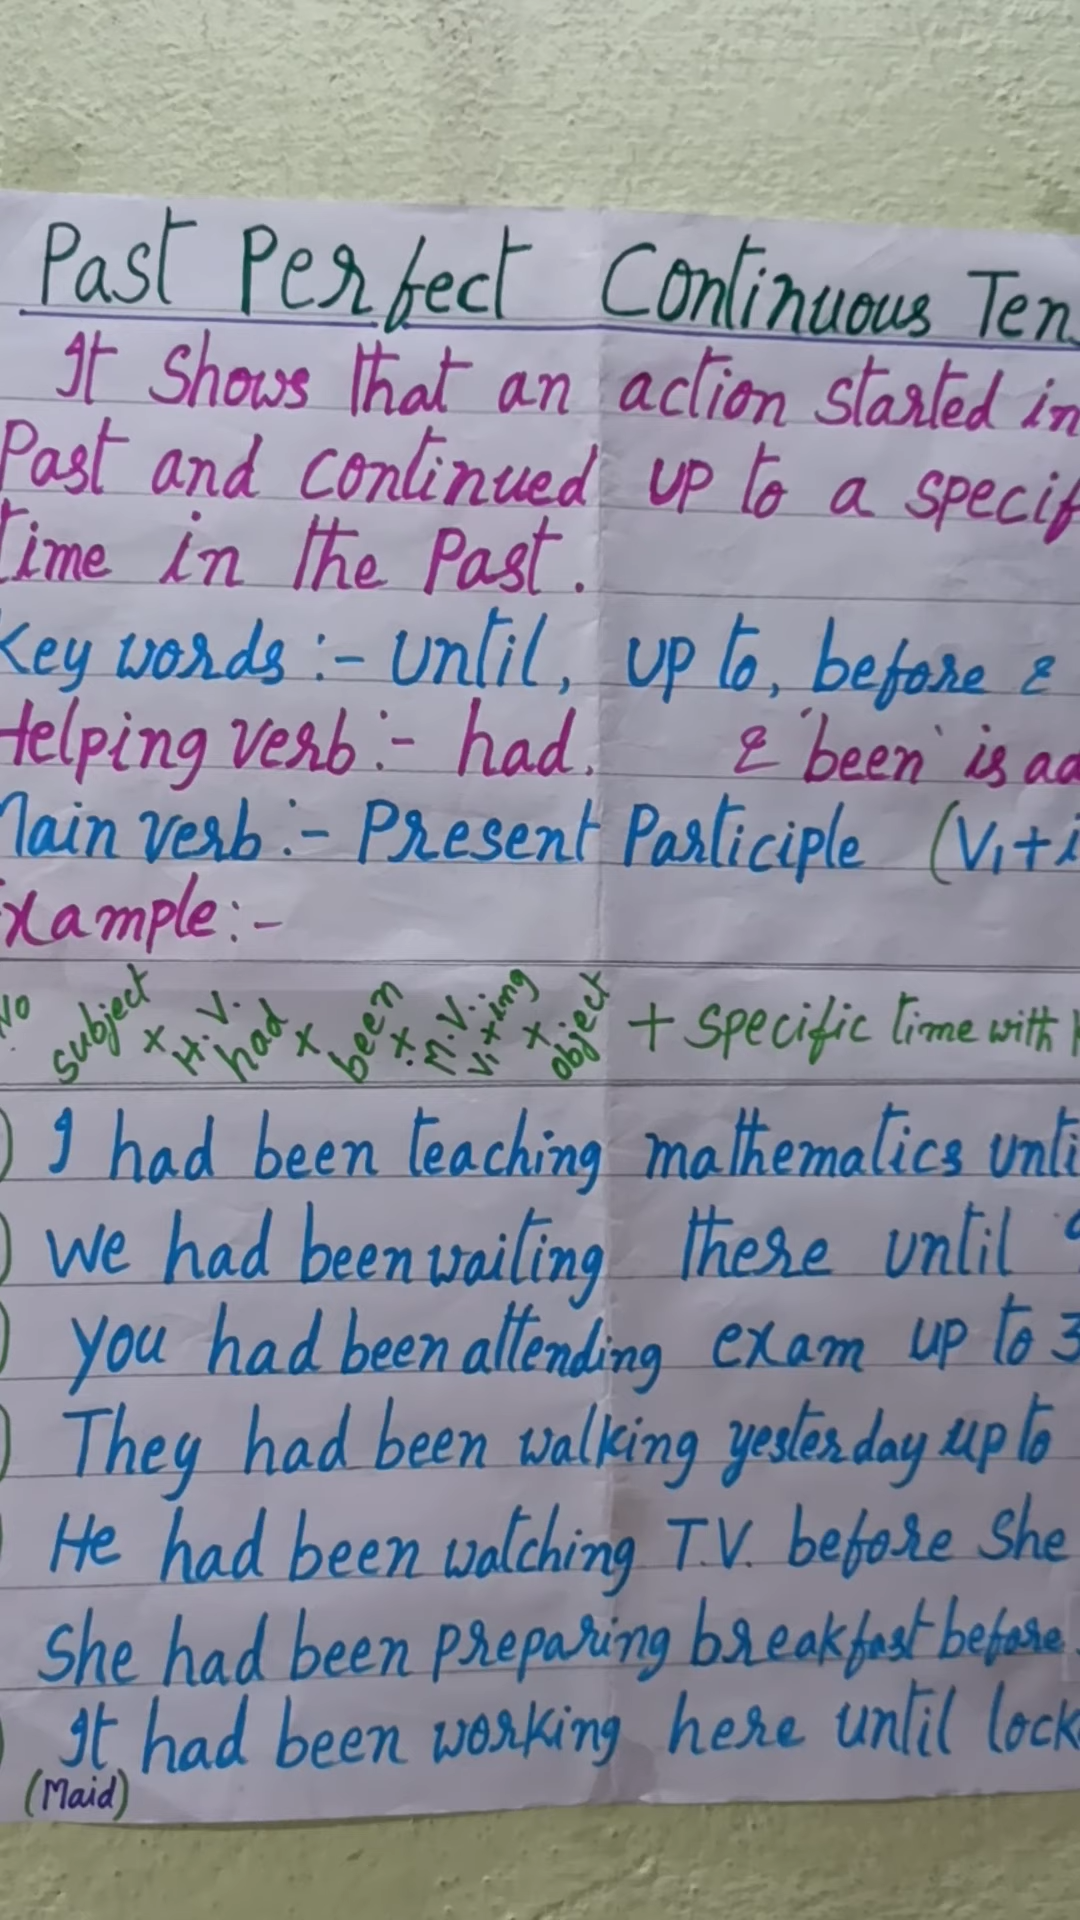 Past Perfect Continuous Ten
It shows that an action started in
Past and continued up to a specif
time in the Past.
Key words :- until, up to, before &
Helping verb :- had. & 'been' is ad
Main verb :- Present Participle (V1+i
Example:-
No subject x H.V. had x been x M.V. V1+ing x object + specific time with
I had been teaching mathematics unti
We had been waiting there until
You had been attending exam up to 3
They had been walking yesterday up to
He had been watching T.V. before She
She had been preparing breakfast before
It had been working here until lock
(Maid)